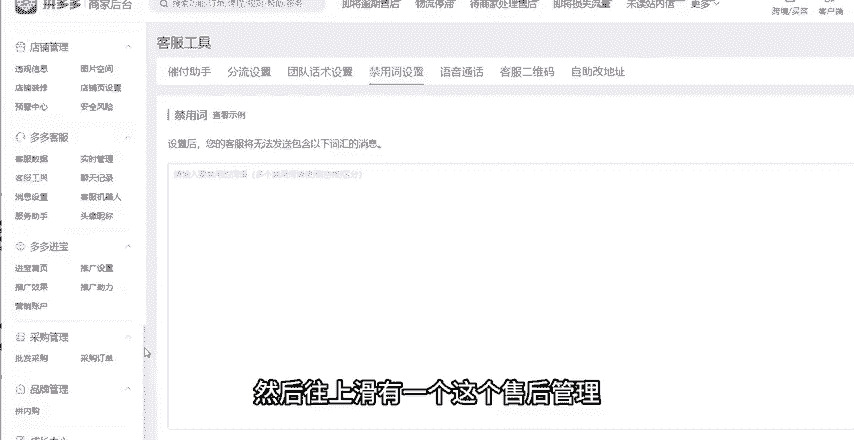 拼多多 商家后台
即将逾期售后 物流停滞 待商家处理售后 即将损失流量 未读站内信 更多
跨境/买菜 客户端
店铺管理
违规信息 图片空间
店铺装修 店铺页设置
预警中心 安全风险
多多客服
客服数据 实时管理
客服工具 聊天记录
消息设置 客服机器人
服务助手 头像昵称
多多进宝
进宝首页 推广设置
推广效果 推广助力
营销账户
采购管理
批发采购 采购订单
品牌管理
拼内购
客服工具
催付助手 分流设置 团队话术设置 禁用词设置 语音通话 客服二维码 自助改地址
禁用词 查看示例
设置后，您的客服将无法发送包含以下词汇的消息。
然后往上滑有一个这个售后管理